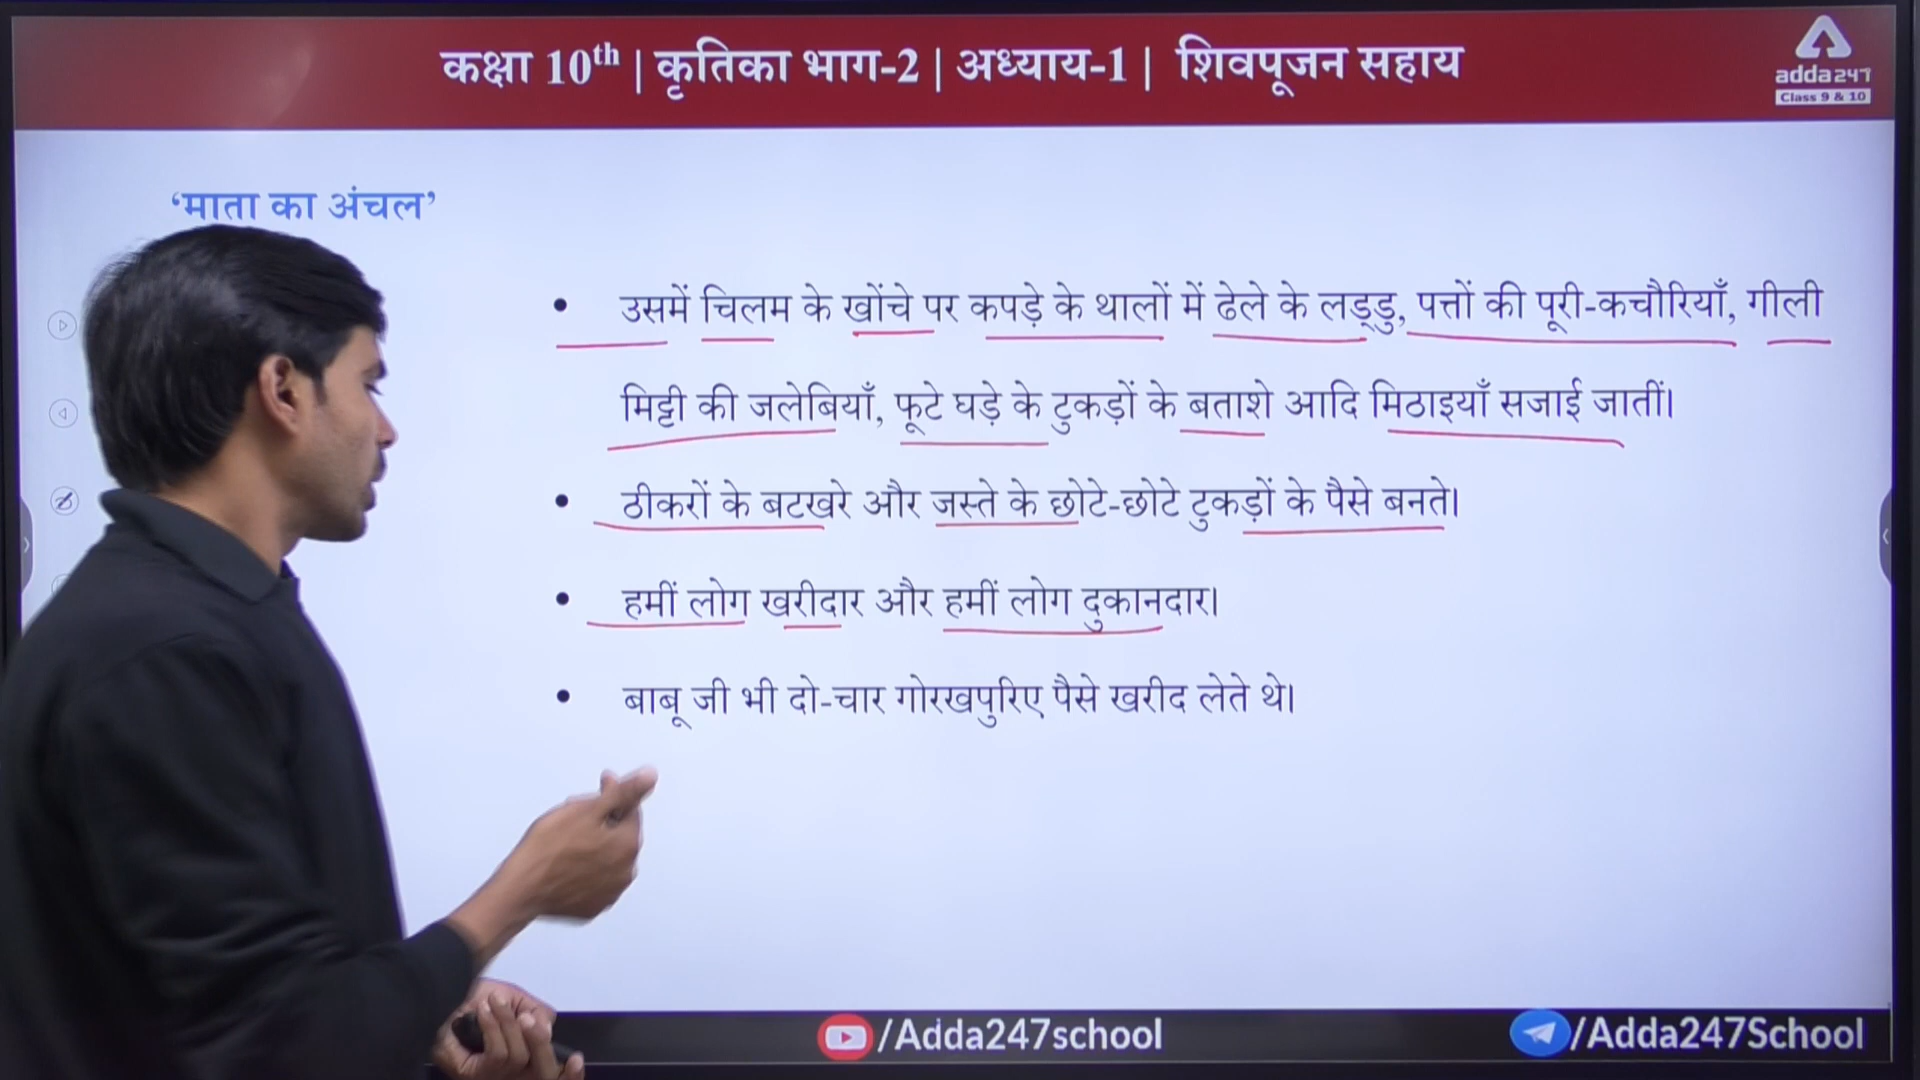 कक्षा 10th | कृतिका भाग-2 | अध्याय-1 | शिवपूजन सहाय
adda247
Class 9 & 10
‘माता का अंचल’
• उसमें चिलम के खोंचे पर कपड़े के थालों में ढेले के लड्डु, पत्तों की पूरी-कचौरियाँ, गीली
मिट्टी की जलेबियाँ, फूटे घड़े के टुकड़ों के बताशे आदि मिठाइयाँ सजाई जातीं।
• ठीकरों के बटखरे और जस्ते के छोटे-छोटे टुकड़ों के पैसे बनते।
• हमीं लोग खरीदार और हमीं लोग दुकानदार।
• बाबू जी भी दो-चार गोरखपुरिए पैसे खरीद लेते थे।
/Adda247school
/Adda247School